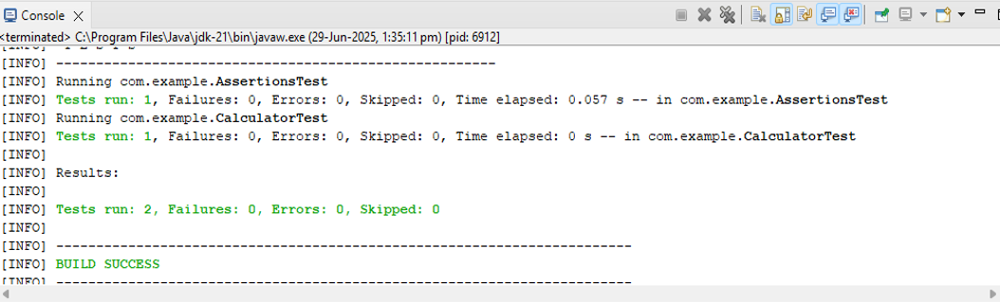 Console
<terminated> C:\Program Files\Java\jdk-21\bin\javaw.exe (29-Jun-2025, 1:35:11 pm) [pid: 6912]
[INFO] T E S T S
[INFO] -------------------------------------------------------
[INFO] Running com.example.AssertionsTest
[INFO] Tests run: 1, Failures: 0, Errors: 0, Skipped: 0, Time elapsed: 0.057 s -- in com.example.AssertionsTest
[INFO] Running com.example.CalculatorTest
[INFO] Tests run: 1, Failures: 0, Errors: 0, Skipped: 0, Time elapsed: 0 s -- in com.example.CalculatorTest
[INFO]
[INFO] Results:
[INFO]
[INFO] Tests run: 2, Failures: 0, Errors: 0, Skipped: 0
[INFO]
[INFO] ------------------------------------------------------------------------
[INFO] BUILD SUCCESS
[INFO] ------------------------------------------------------------------------